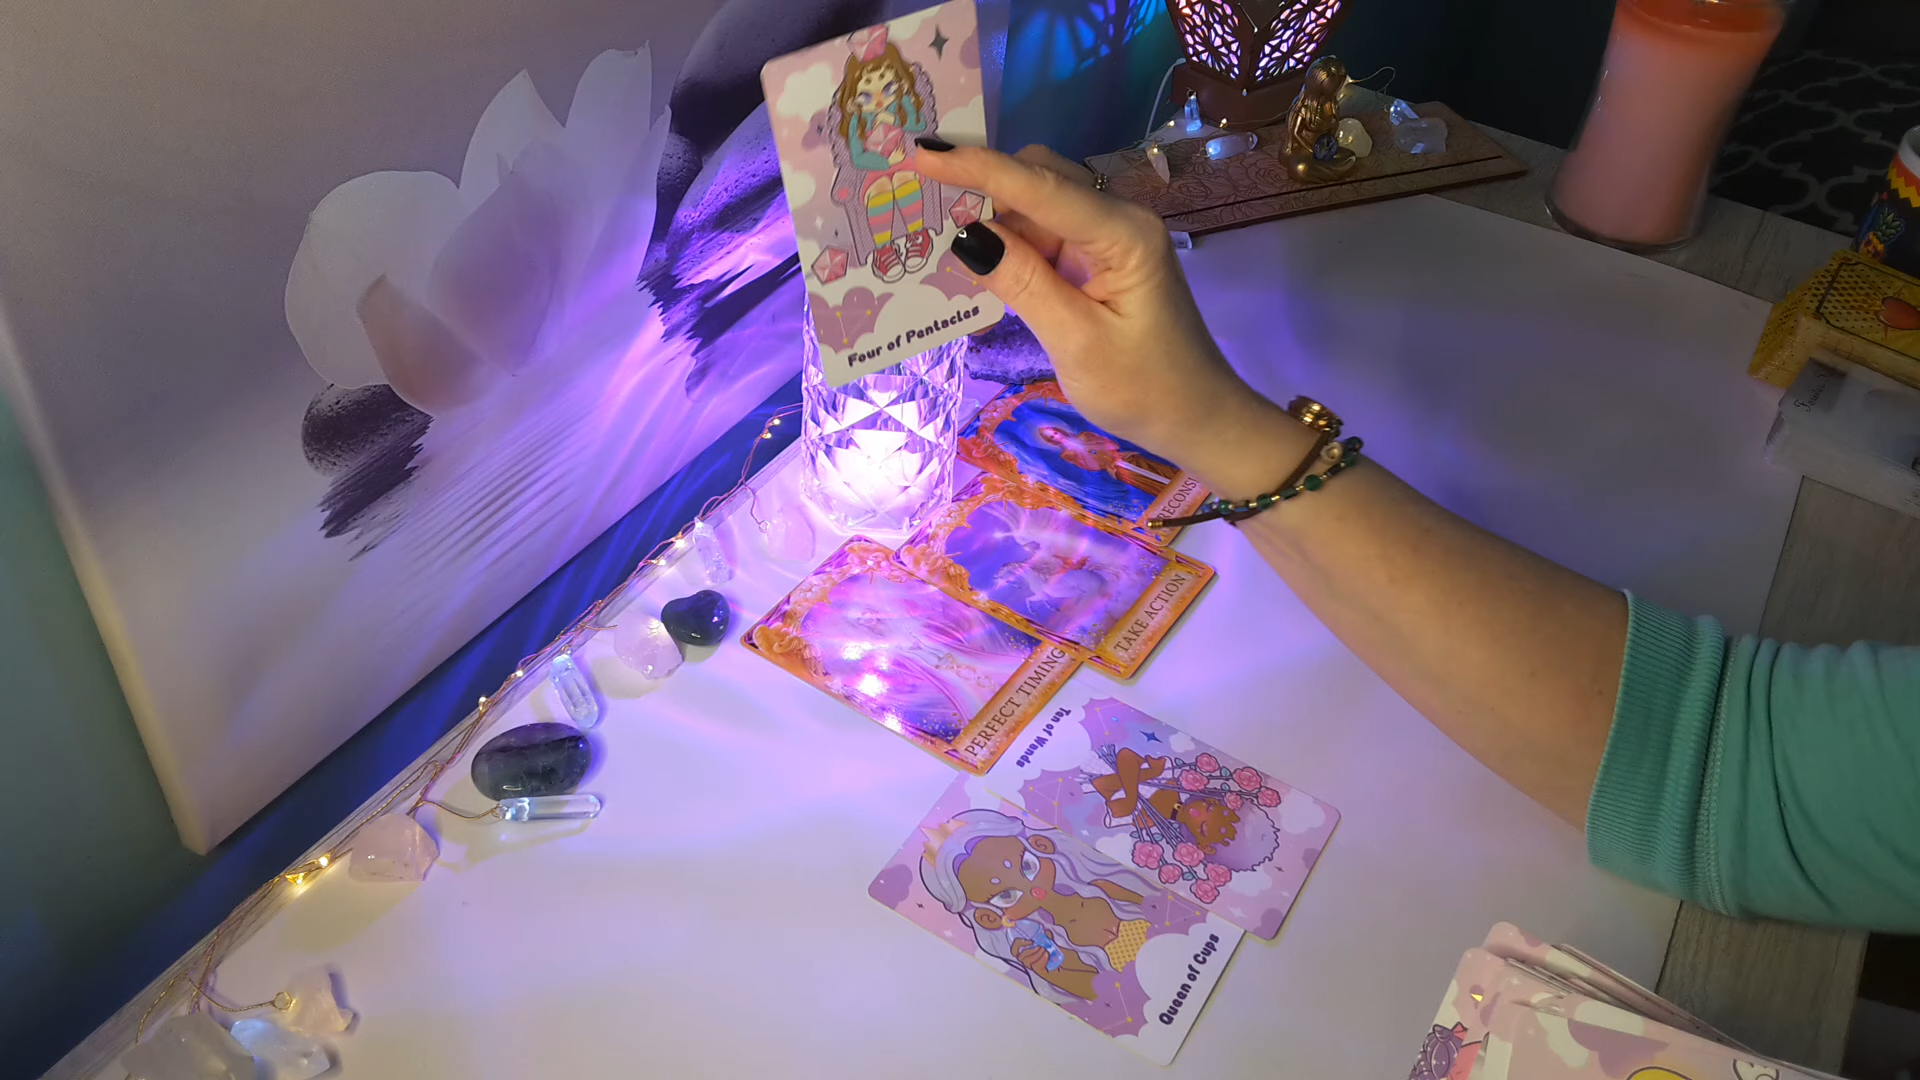 Four of Pentacles
RECONS
TAKE ACTION
PERFECT TIMING
Ten of Wands
Queen of Cups